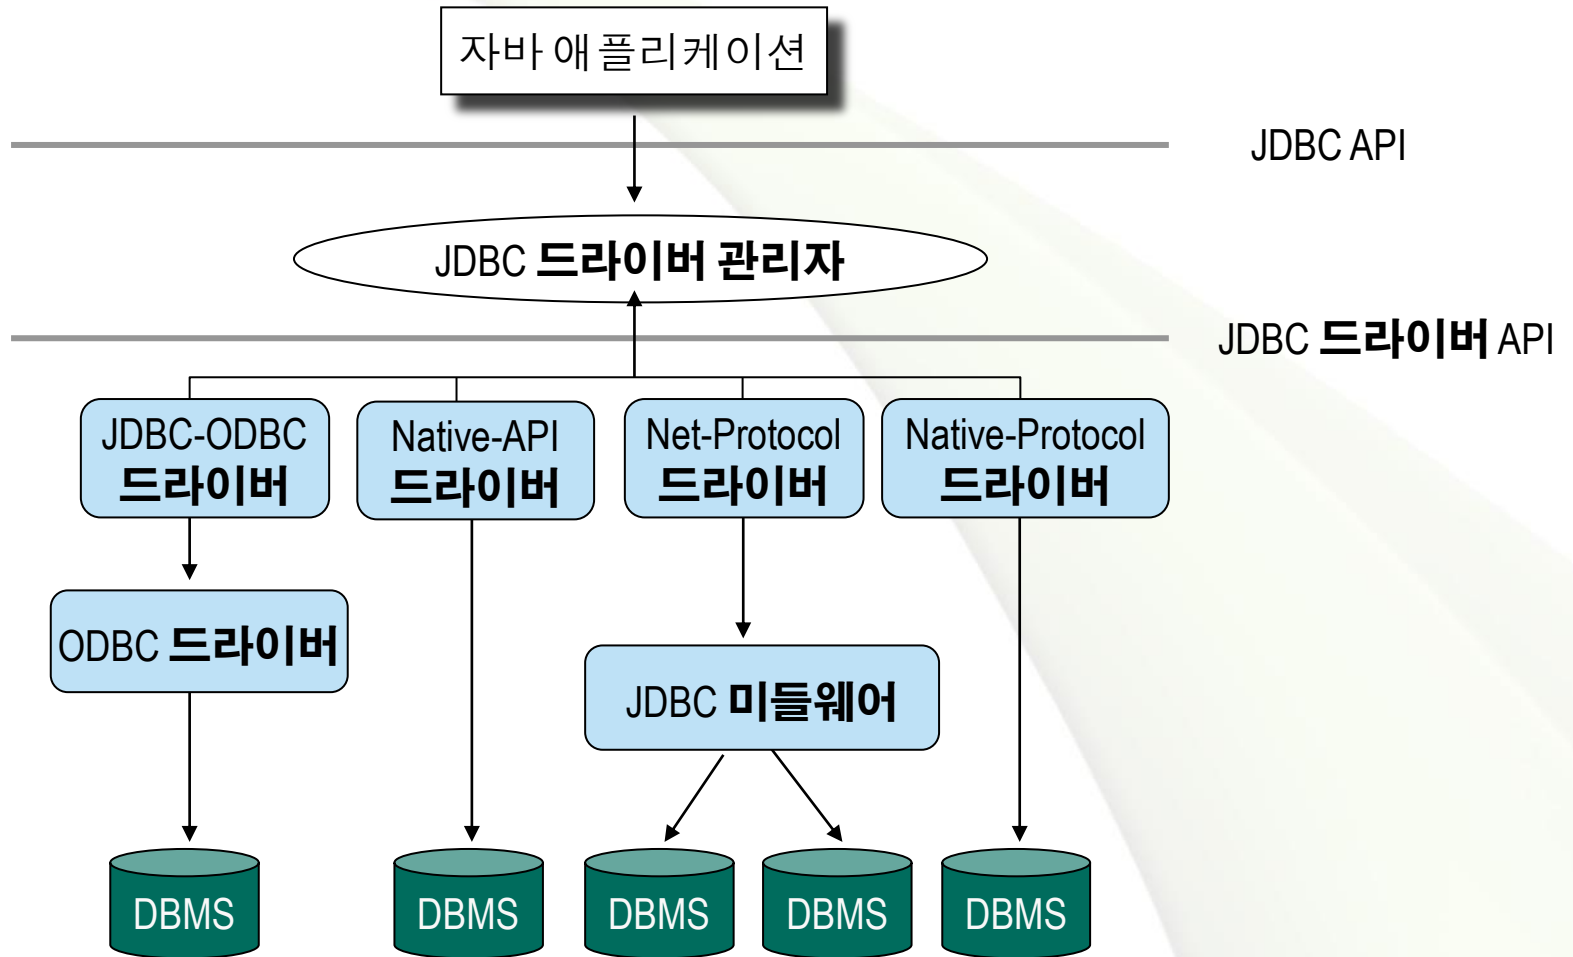 자바 애플리케이션
JDBC API
JDBC 드라이버 관리자
JDBC 드라이버 API
JDBC-ODBC
드라이버
Native-API
드라이버
Net-Protocol
드라이버
Native-Protocol
드라이버
ODBC 드라이버
JDBC 미들웨어
DBMS
DBMS
DBMS
DBMS
DBMS